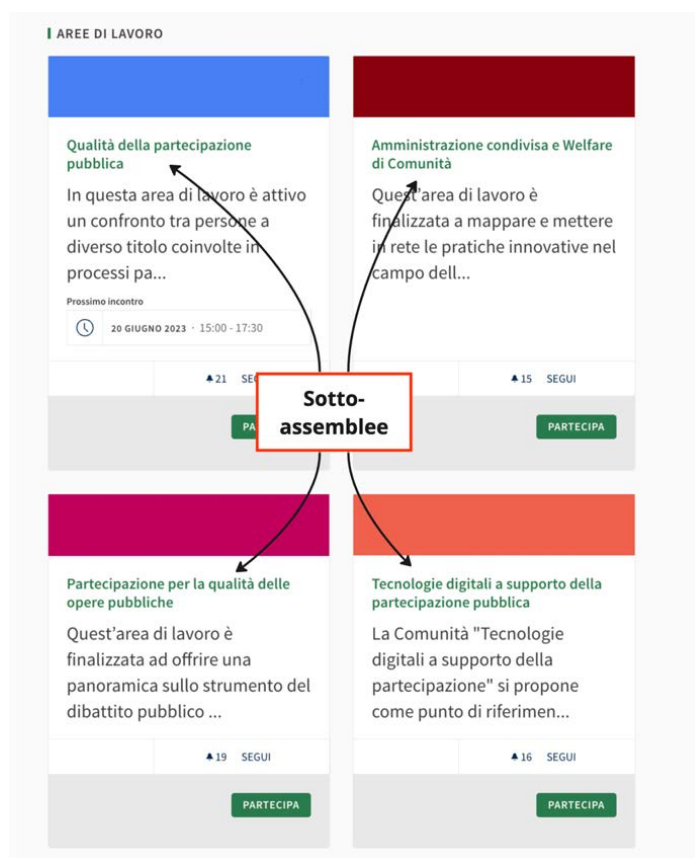 AREE DI LAVORO
Qualità della partecipazione
pubblica
In questa area di lavoro è attivo
un confronto tra persone a
diverso titolo coinvolte in
processi pa...
Prossimo incontro
20 GIUGNO 2023 · 15:00 - 17:30
21
Amministrazione condivisa e Welfare
di Comunità
Quest'area di lavoro è
finalizzata a mappare e mettere
in rete le pratiche innovative nel
campo dell...
15 SEGUI
PARTECIPA
Sotto-
assemblee
Partecipazione per la qualità delle
opere pubbliche
Quest'area di lavoro è
finalizzata ad offrire una
panoramica sullo strumento del
dibattito pubblico ...
19 SEGUI
PARTECIPA
Tecnologie digitali a supporto della
partecipazione pubblica
La Comunità "Tecnologie
digitali a supporto della
partecipazione" si propone
come punto di riferimen...
16 SEGUI
PARTECIPA